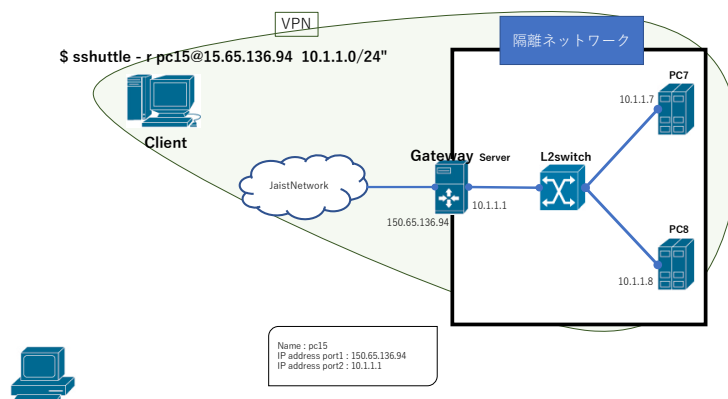 VPN
$ sshuttle - r pc15@15.65.136.94 10.1.1.0/24"
隔離ネットワーク
PC7
10.1.1.7
Client
Gateway Server
L2switch
JaistNetwork
10.1.1.1
150.65.136.94
PC8
10.1.1.8
Name : pc15
IP address port1 : 150.65.136.94
IP address port2 : 10.1.1.1